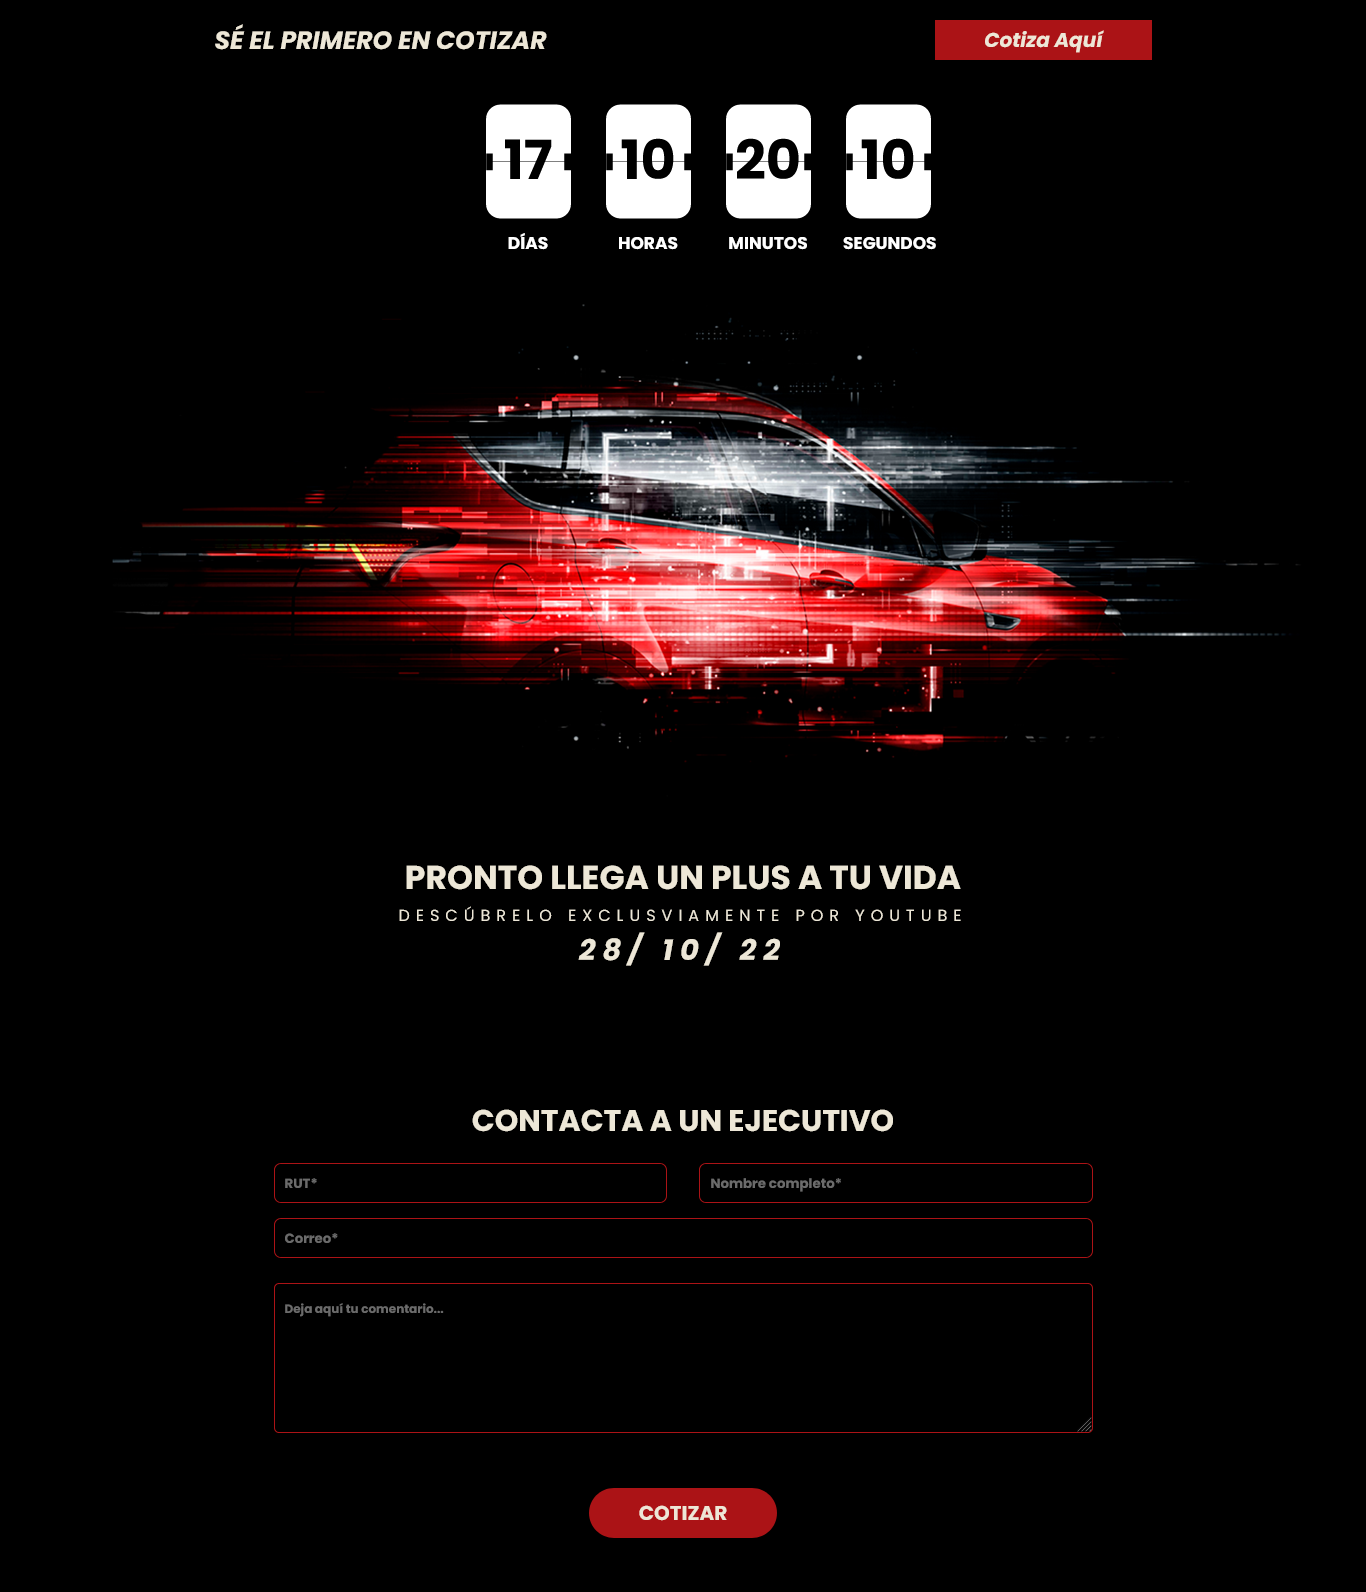 SÉ EL PRIMERO EN COTIZAR
Cotiza Aquí
17 10 20 10
DÍAS HORAS MINUTOS SEGUNDOS
PRONTO LLEGA UN PLUS A TU VIDA
DESCÚBRELO EXCLUSVIAMENTE POR YOUTUBE
28/ 10/ 22
CONTACTA A UN EJECUTIVO
RUT*
Nombre completo*
Correo*
Deja aquí tu comentario...
COTIZAR